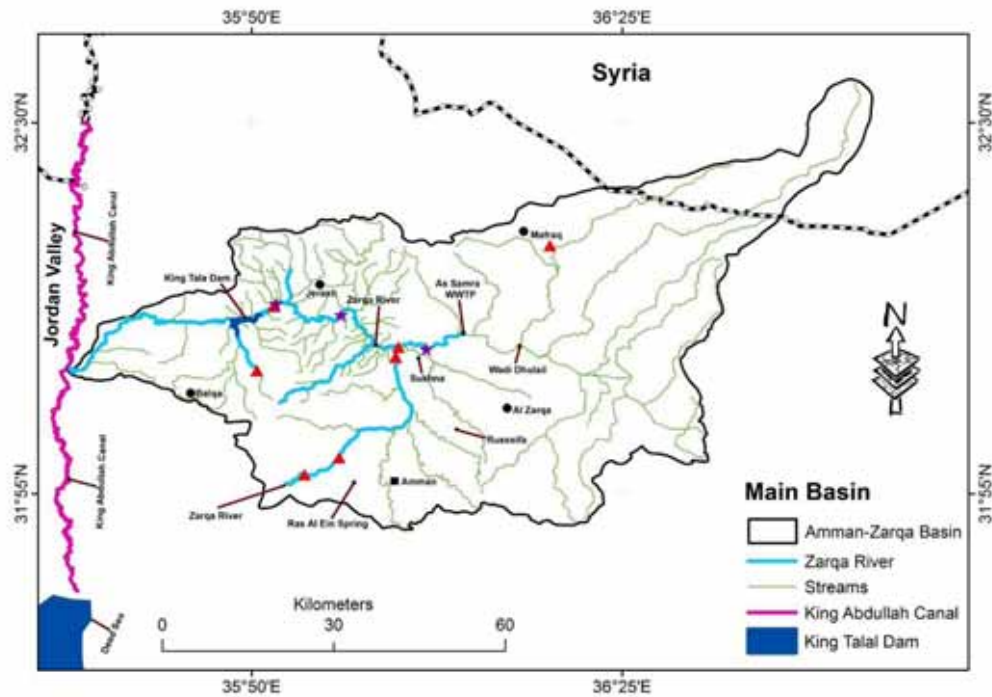 35°50'E
36°25'E
Syria
32°30'N
32°30'N
King Abdullah Canal
Jordan Valley
Mafraq
King Tala Dam
Jerash
Zarqa River
As Samra
WWTP
Sukhna
Wadi Dholail
N
Balqa
Al Zarqa
Russeifa
King Abdullah Canal
31°55'N
31°55'N
Amman
Zarqa River
Ras Al Ein Spring
Main Basin
Amman-Zarqa Basin
Zarqa River
Streams
King Abdullah Canal
King Talal Dam
Kilometers
0
30
60
Dead Sea
35°50'E
36°25'E